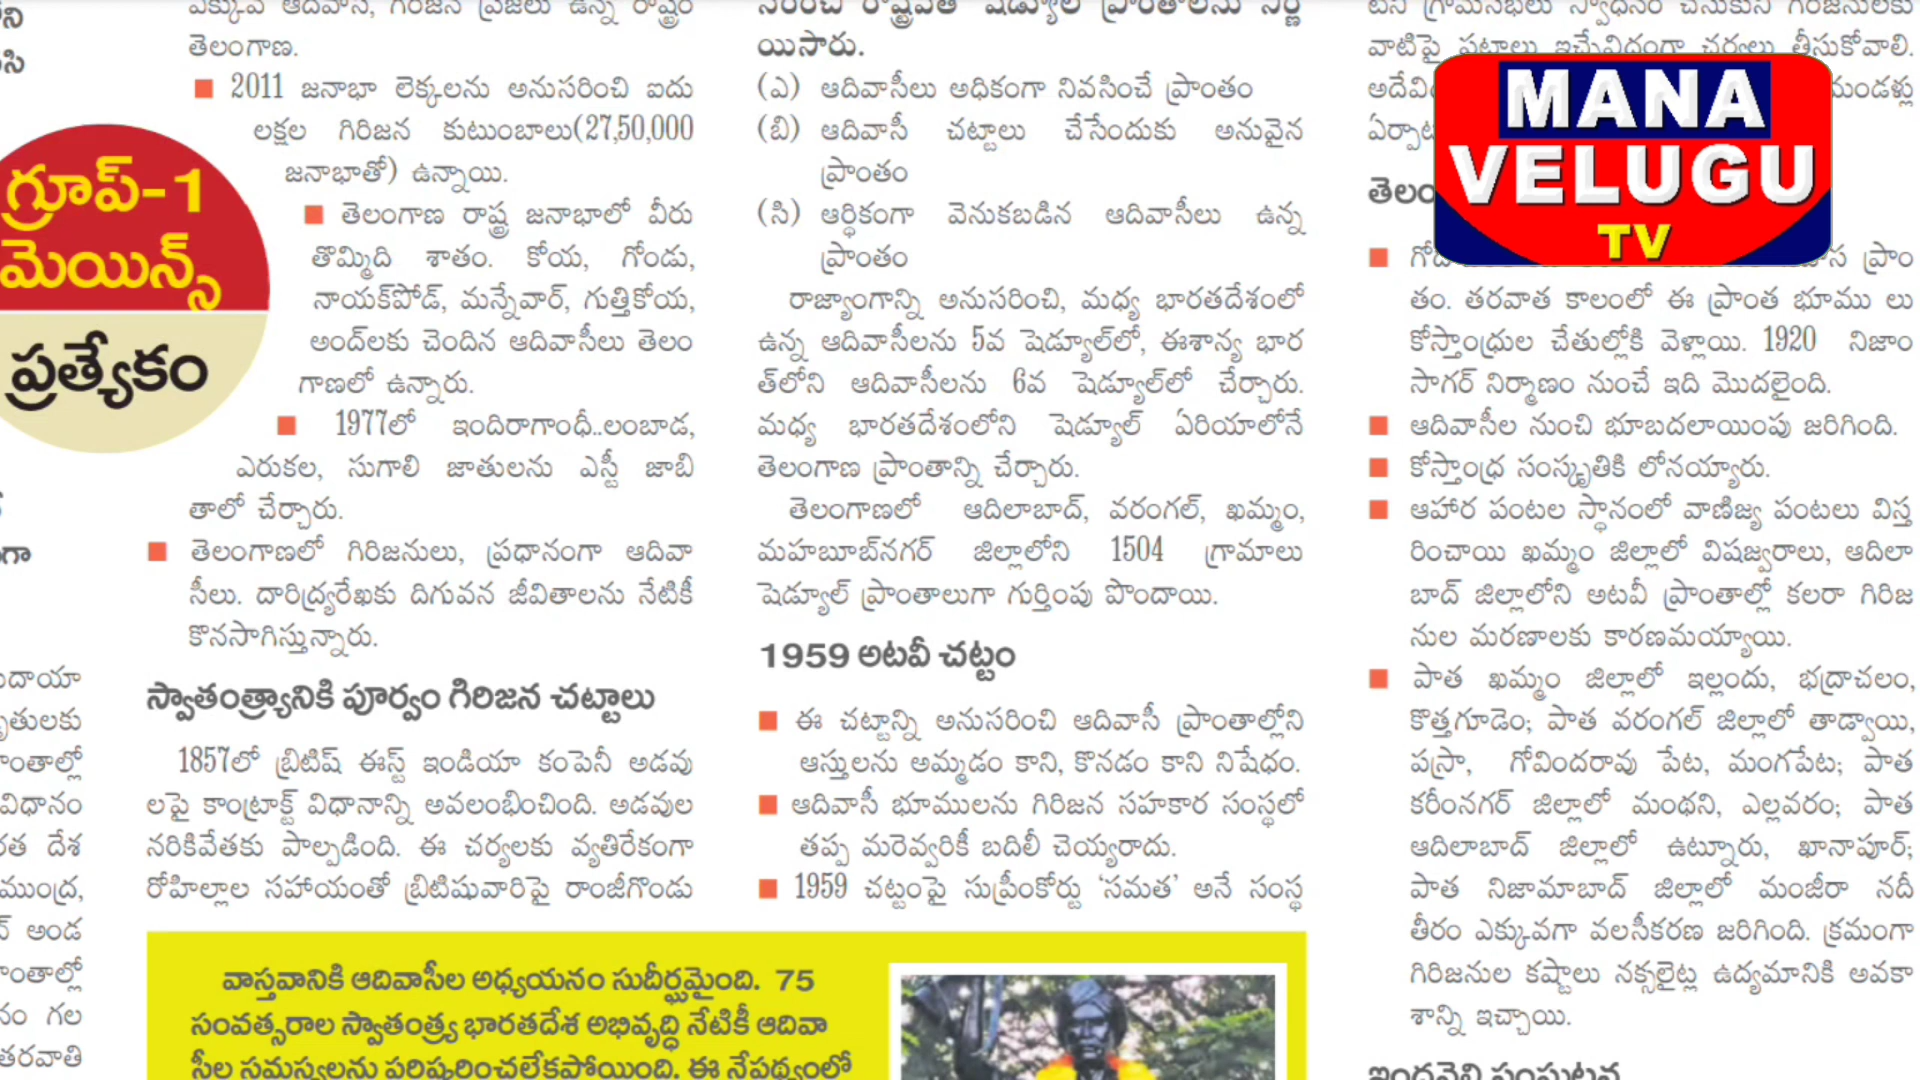 గ్రూప్-1
మెయిన్స్
ప్రత్యేకం
తెలంగాణ.
2011 జనాభా లెక్కలను అనుసరించి ఐదు
లక్షల గిరిజన కుటుంబాలు(27,50,000
జనాభాతో) ఉన్నాయి.
తెలంగాణ రాష్ట్ర జనాభాలో వీరు
తొమ్మిది శాతం. కోయ, గోండు,
నాయక్‌పోడ్, మన్నేవార్, గుత్తికోయ,
అంద్‌లకు చెందిన ఆదివాసీలు తెలం
గాణలో ఉన్నారు.
1977లో ఇందిరాగాంధీ..లంబాడ,
ఎరుకల, సుగాలి జాతులను ఎస్టీ జాబి
తాలో చేర్చారు.
తెలంగాణలో గిరిజనులు, ప్రధానంగా ఆదివా
సీలు. దారిద్ర్యరేఖకు దిగువన జీవితాలను నేటికీ
కొనసాగిస్తున్నారు.
స్వాతంత్ర్యానికి పూర్వం గిరిజన చట్టాలు
1857లో బ్రిటిష్ ఈస్ట్ ఇండియా కంపెనీ అడవు
లపై కాంట్రాక్ట్ విధానాన్ని అవలంభించింది. అడవుల
నరికివేతకు పాల్పడింది. ఈ చర్యలకు వ్యతిరేకంగా
రోహిల్లాల సహాయంతో బ్రిటిషువారిపై రాంజీగొండు
వాస్తవానికి ఆదివాసీల అధ్యయనం సుదీర్ఘమైంది. 75
సంవత్సరాల స్వాతంత్ర్య భారతదేశ అభివృద్ధి నేటికీ ఆదివా
సీల సమస్యలను పరిష్కరించలేకపోయింది. ఈ నేపథ్యంలో
యిసారు.
(ఎ) ఆదివాసీలు అధికంగా నివసించే ప్రాంతం
(బి) ఆదివాసీ చట్టాలు చేసేందుకు అనువైన
ప్రాంతం
(సి) ఆర్థికంగా వెనుకబడిన ఆదివాసీలు ఉన్న
ప్రాంతం
రాజ్యాంగాన్ని అనుసరించి, మధ్య భారతదేశంలో
ఉన్న ఆదివాసీలను 5వ షెడ్యూల్‌లో, ఈశాన్య భార
త్‌లోని ఆదివాసీలను 6వ షెడ్యూల్‌లో చేర్చారు.
మధ్య భారతదేశంలోని షెడ్యూల్ ఏరియాలోనే
తెలంగాణ ప్రాంతాన్ని చేర్చారు.
తెలంగాణలో ఆదిలాబాద్, వరంగల్, ఖమ్మం,
మహబూబ్‌నగర్ జిల్లాలోని 1504 గ్రామాలు
షెడ్యూల్ ప్రాంతాలుగా గుర్తింపు పొందాయి.
1959 అటవీ చట్టం
ఈ చట్టాన్ని అనుసరించి ఆదివాసీ ప్రాంతాల్లోని
ఆస్తులను అమ్మడం కాని, కొనడం కాని నిషేధం.
ఆదివాసీ భూములను గిరిజన సహకార సంస్థలో
తప్ప మరెవ్వరికీ బదిలీ చెయ్యరాదు.
1959 చట్టంపై సుప్రీంకోర్టు ‘సమత’ అనే సంస్థ
వాటిపై పట్టాలు ఇచ్చేవిధంగా చర్యలు తీసుకోవాలి.
MANA
VELUGU
TV
తం. తరవాత కాలంలో ఈ ప్రాంత భూము లు
కోస్తాంధ్రుల చేతుల్లోకి వెళ్లాయి. 1920 నిజాం
సాగర్ నిర్మాణం నుంచే ఇది మొదలైంది.
ఆదివాసీల నుంచి భూబదలాయింపు జరిగింది.
కోస్తాంధ్ర సంస్కృతికి లోనయ్యారు.
ఆహార పంటల స్థానంలో వాణిజ్య పంటలు విస్త
రించాయి ఖమ్మం జిల్లాలో విషజ్వరాలు, ఆదిలా
బాద్ జిల్లాలోని అటవీ ప్రాంతాల్లో కలరా గిరిజ
నుల మరణాలకు కారణమయ్యాయి.
పాత ఖమ్మం జిల్లాలో ఇల్లందు, భద్రాచలం,
కొత్తగూడెం; పాత వరంగల్ జిల్లాలో తాడ్వాయి,
పస్రా, గోవిందరావు పేట, మంగపేట; పాత
కరీంనగర్ జిల్లాలో మంథని, ఎల్లవరం; పాత
ఆదిలాబాద్ జిల్లాలో ఉట్నూరు, ఖానాపూర్;
పాత నిజామాబాద్ జిల్లాలో మంజీరా నదీ
తీరం ఎక్కువగా వలసీకరణ జరిగింది. క్రమంగా
గిరిజనుల కష్టాలు నక్సలైట్ల ఉద్యమానికి అవకా
శాన్ని ఇచ్చాయి.